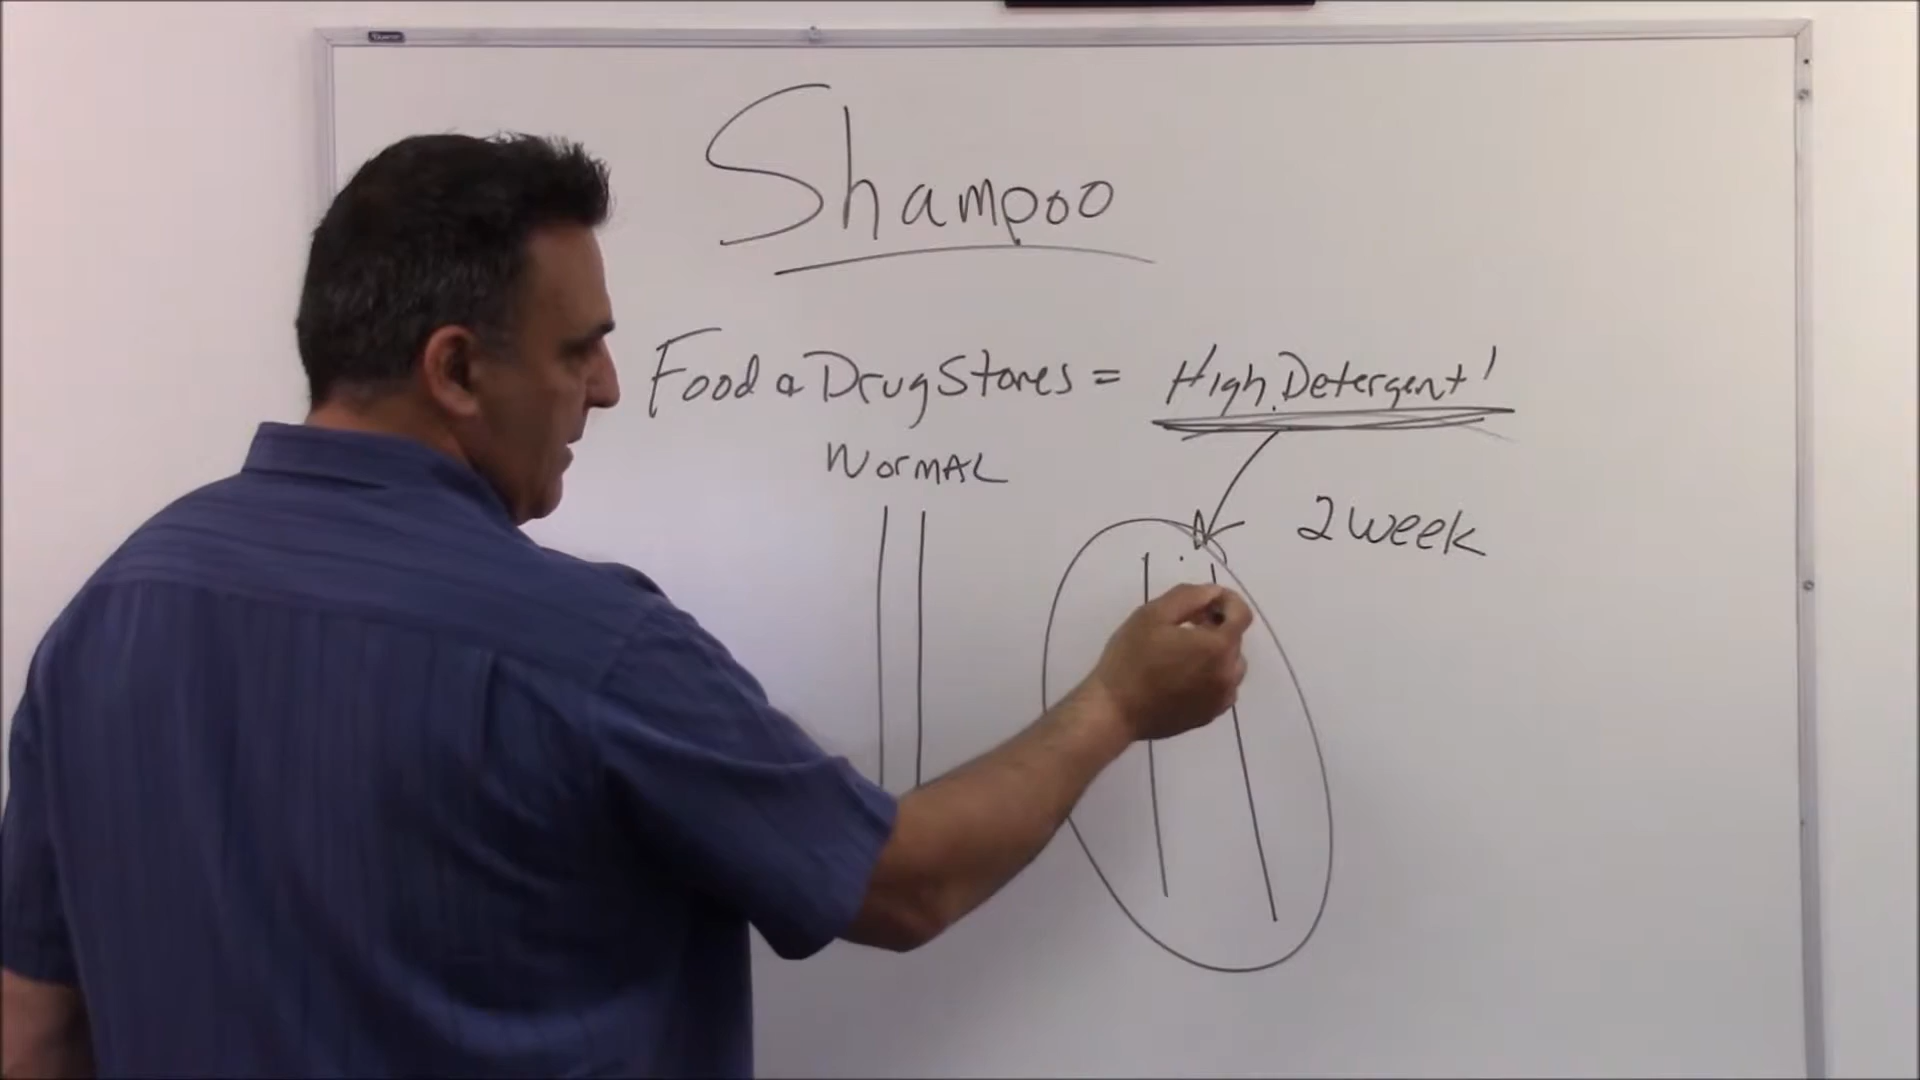 Shampoo
Food & Drug Stores = High Detergent!
Normal
2 week